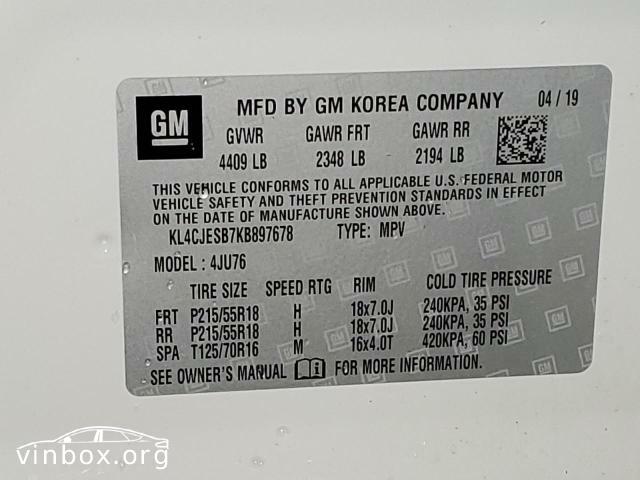 GM MFD BY GM KOREA COMPANY 04 / 19
GVWR GAWR FRT GAWR RR
4409 LB 2348 LB 2194 LB
THIS VEHICLE CONFORMS TO ALL APPLICABLE U.S. FEDERAL MOTOR
VEHICLE SAFETY AND THEFT PREVENTION STANDARDS IN EFFECT
ON THE DATE OF MANUFACTURE SHOWN ABOVE.
KL4CJESB7KB897678 TYPE: MPV
MODEL : 4JU76
TIRE SIZE SPEED RTG RIM COLD TIRE PRESSURE
FRT P215/55R18 H 18x7.0J 240KPA, 35 PSI
RR P215/55R18 H 18x7.0J 240KPA, 35 PSI
SPA T125/70R16 M 16x4.0T 420KPA, 60 PSI
SEE OWNER'S MANUAL FOR MORE INFORMATION.
vinbox.org